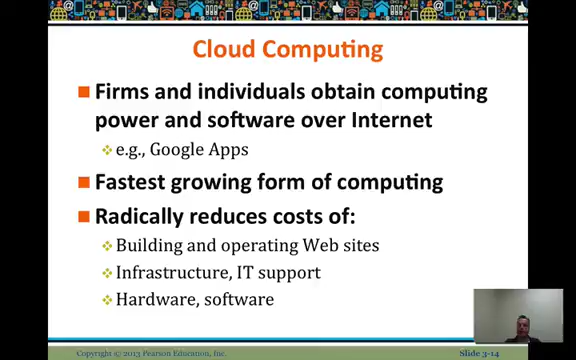 Cloud Computing
Firms and individuals obtain computing
power and software over Internet
e.g., Google Apps
Fastest growing form of computing
Radically reduces costs of:
Building and operating Web sites
Infrastructure, IT support
Hardware, software
Copyright © 2013 Pearson Education, Inc.
Slide 3-14